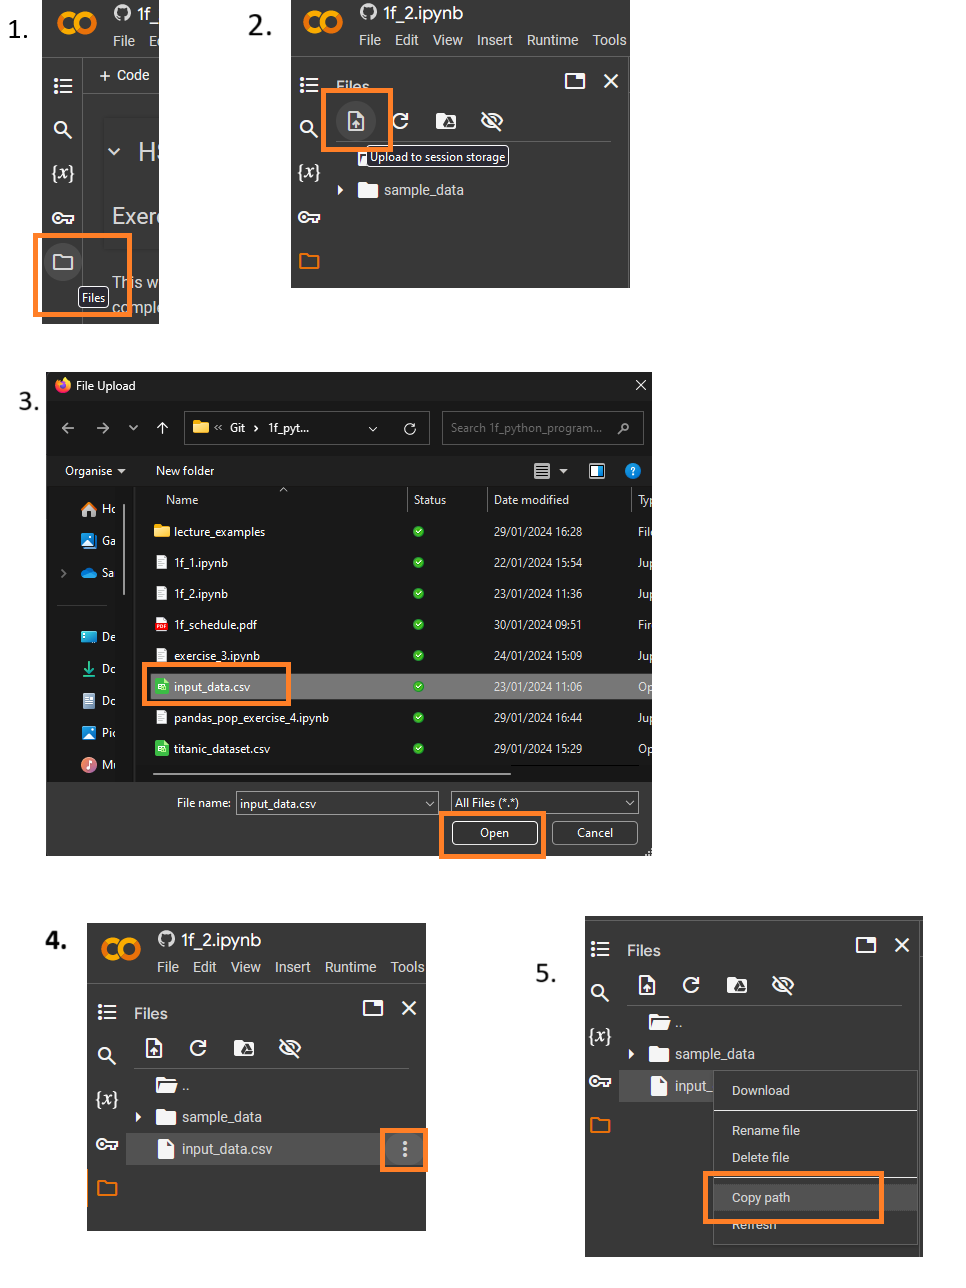 1.
1f_
File
+ Code
{x}
Exer
Files
This w
comple
2.
1f_2.ipynb
File Edit View Insert Runtime Tools
Files
{x}
Upload to session storage
sample_data
3.
File Upload
« Git › 1f_pyt...
Search 1f_python_program...
Organise
New folder
?
Name Status Date modified Ty
Ho
Ga
Sa
De
Do
Do
Pic
Mu
lecture_examples 29/01/2024 16:28 File
1f_1.ipynb 22/01/2024 15:54 Jup
1f_2.ipynb 23/01/2024 11:36 Jup
PDF 1f_schedule.pdf 30/01/2024 09:51 Fir
exercise_3.ipynb 24/01/2024 15:09 Jup
input_data.csv 23/01/2024 11:06 Op
pandas_pop_exercise_4.ipynb 29/01/2024 16:44 Jup
titanic_dataset.csv 29/01/2024 15:29 Op
File name: input_data.csv All Files (*.*)
Open Cancel
4.
1f_2.ipynb
File Edit View Insert Runtime Tools
Files
{x}
..
sample_data
input_data.csv
5.
Files
{x}
..
sample_data
input_
Download
Rename file
Delete file
Copy path
Refresh